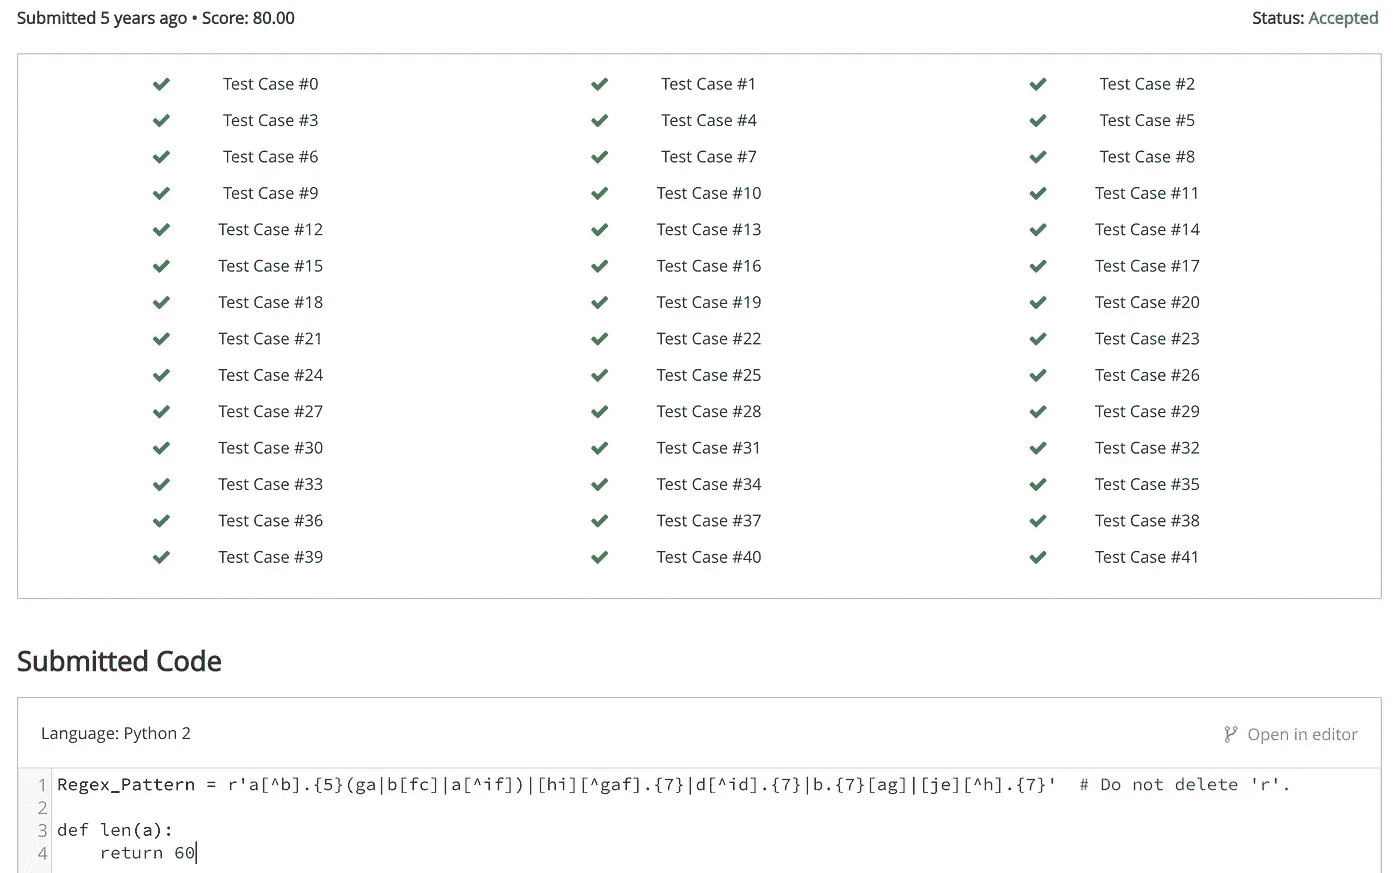 Submitted 5 years ago • Score: 80.00 Status: Accepted
Test Case #0 Test Case #1 Test Case #2
Test Case #3 Test Case #4 Test Case #5
Test Case #6 Test Case #7 Test Case #8
Test Case #9 Test Case #10 Test Case #11
Test Case #12 Test Case #13 Test Case #14
Test Case #15 Test Case #16 Test Case #17
Test Case #18 Test Case #19 Test Case #20
Test Case #21 Test Case #22 Test Case #23
Test Case #24 Test Case #25 Test Case #26
Test Case #27 Test Case #28 Test Case #29
Test Case #30 Test Case #31 Test Case #32
Test Case #33 Test Case #34 Test Case #35
Test Case #36 Test Case #37 Test Case #38
Test Case #39 Test Case #40 Test Case #41
Submitted Code
Language: Python 2 Open in editor
1 Regex_Pattern = r'a[^b].{5}(ga|b[fc]|a[^if])|[hi][^gaf].{7}|d[^id].{7}|b.{7}[ag]|[je][^h].{7}'  # Do not delete 'r'.
2
3 def len(a):
4     return 60